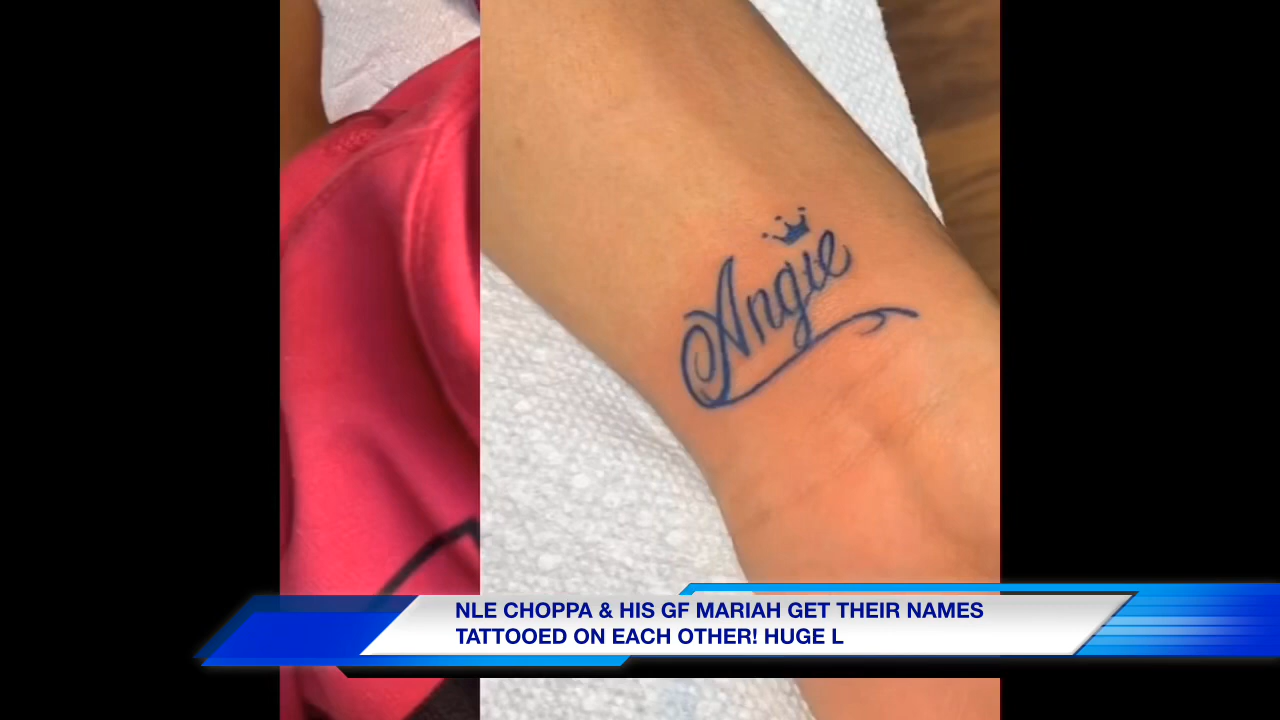 Angie
NLE CHOPPA & HIS GF MARIAH GET THEIR NAMES
TATTOOED ON EACH OTHER! HUGE L